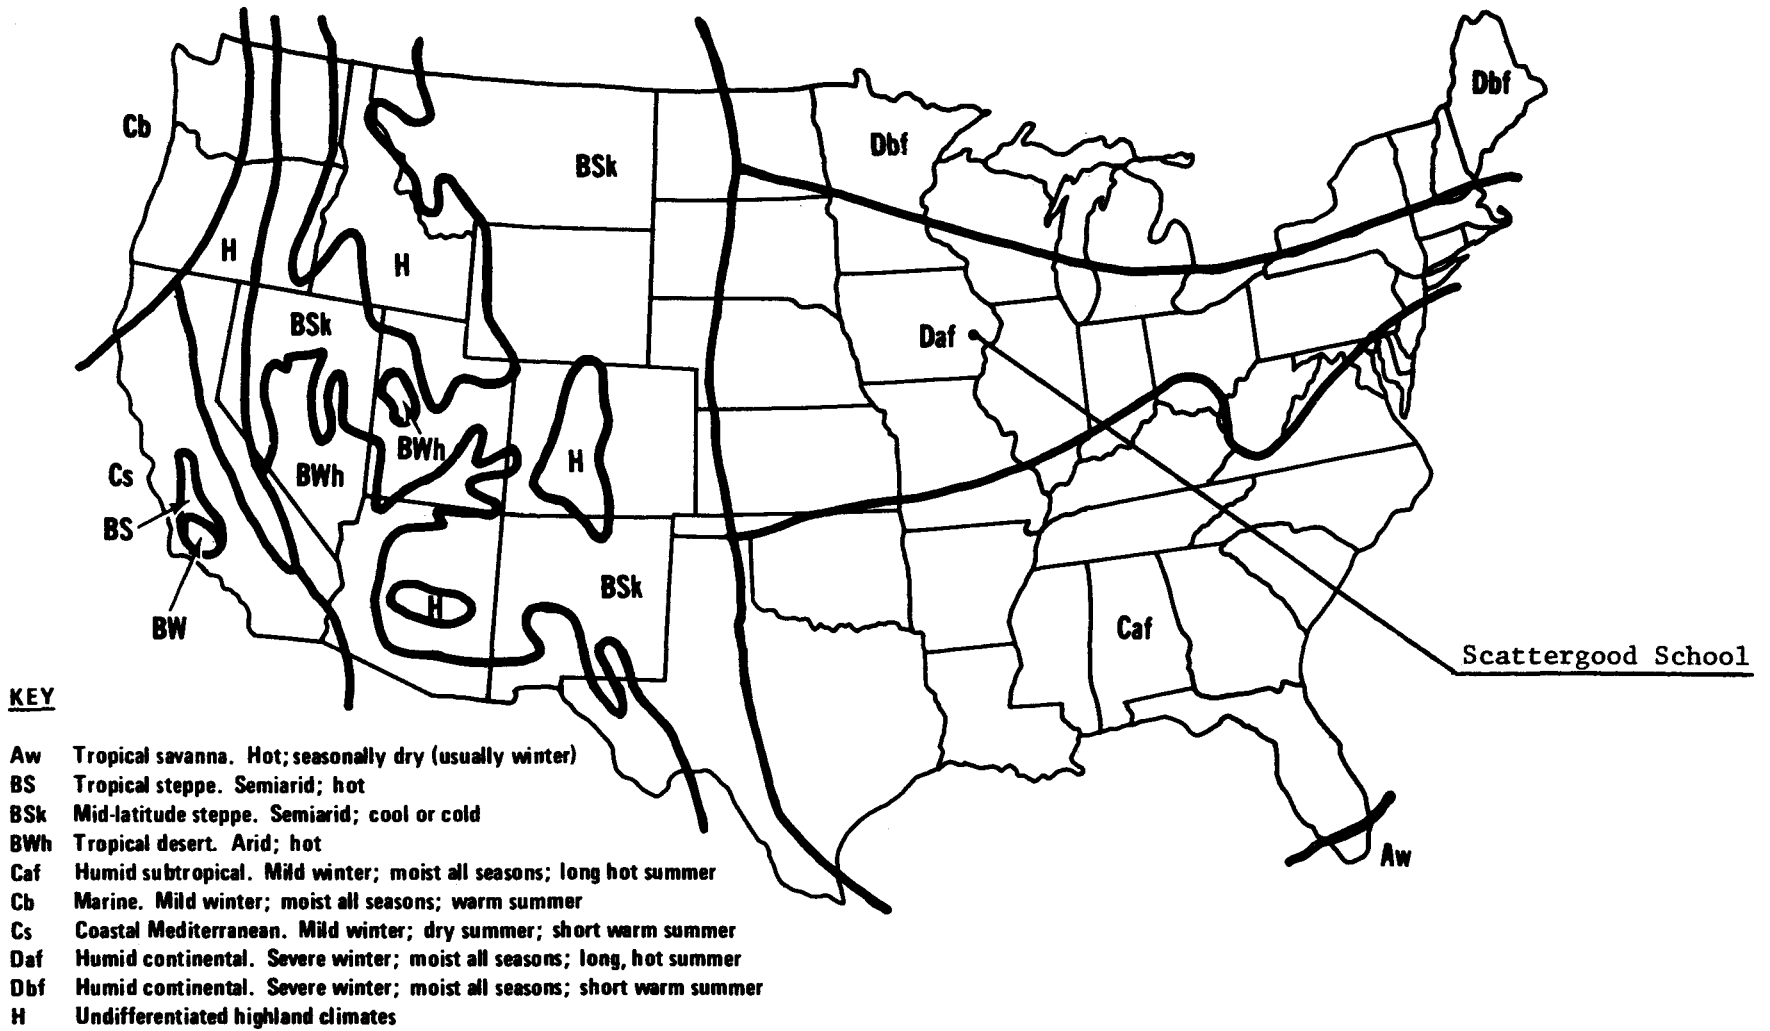 Dbf
Cb
Dbf
BSk
H
H
BSk
Daf
BWh
H
Cs
BWh
BS
BSk
H
BW
Caf
Scattergood School
Aw
KEY
Aw Tropical savanna. Hot; seasonally dry (usually winter)
BS Tropical steppe. Semiarid; hot
BSk Mid-latitude steppe. Semiarid; cool or cold
BWh Tropical desert. Arid; hot
Caf Humid subtropical. Mild winter; moist all seasons; long hot summer
Cb Marine. Mild winter; moist all seasons; warm summer
Cs Coastal Mediterranean. Mild winter; dry summer; short warm summer
Daf Humid continental. Severe winter; moist all seasons; long, hot summer
Dbf Humid continental. Severe winter; moist all seasons; short warm summer
H Undifferentiated highland climates